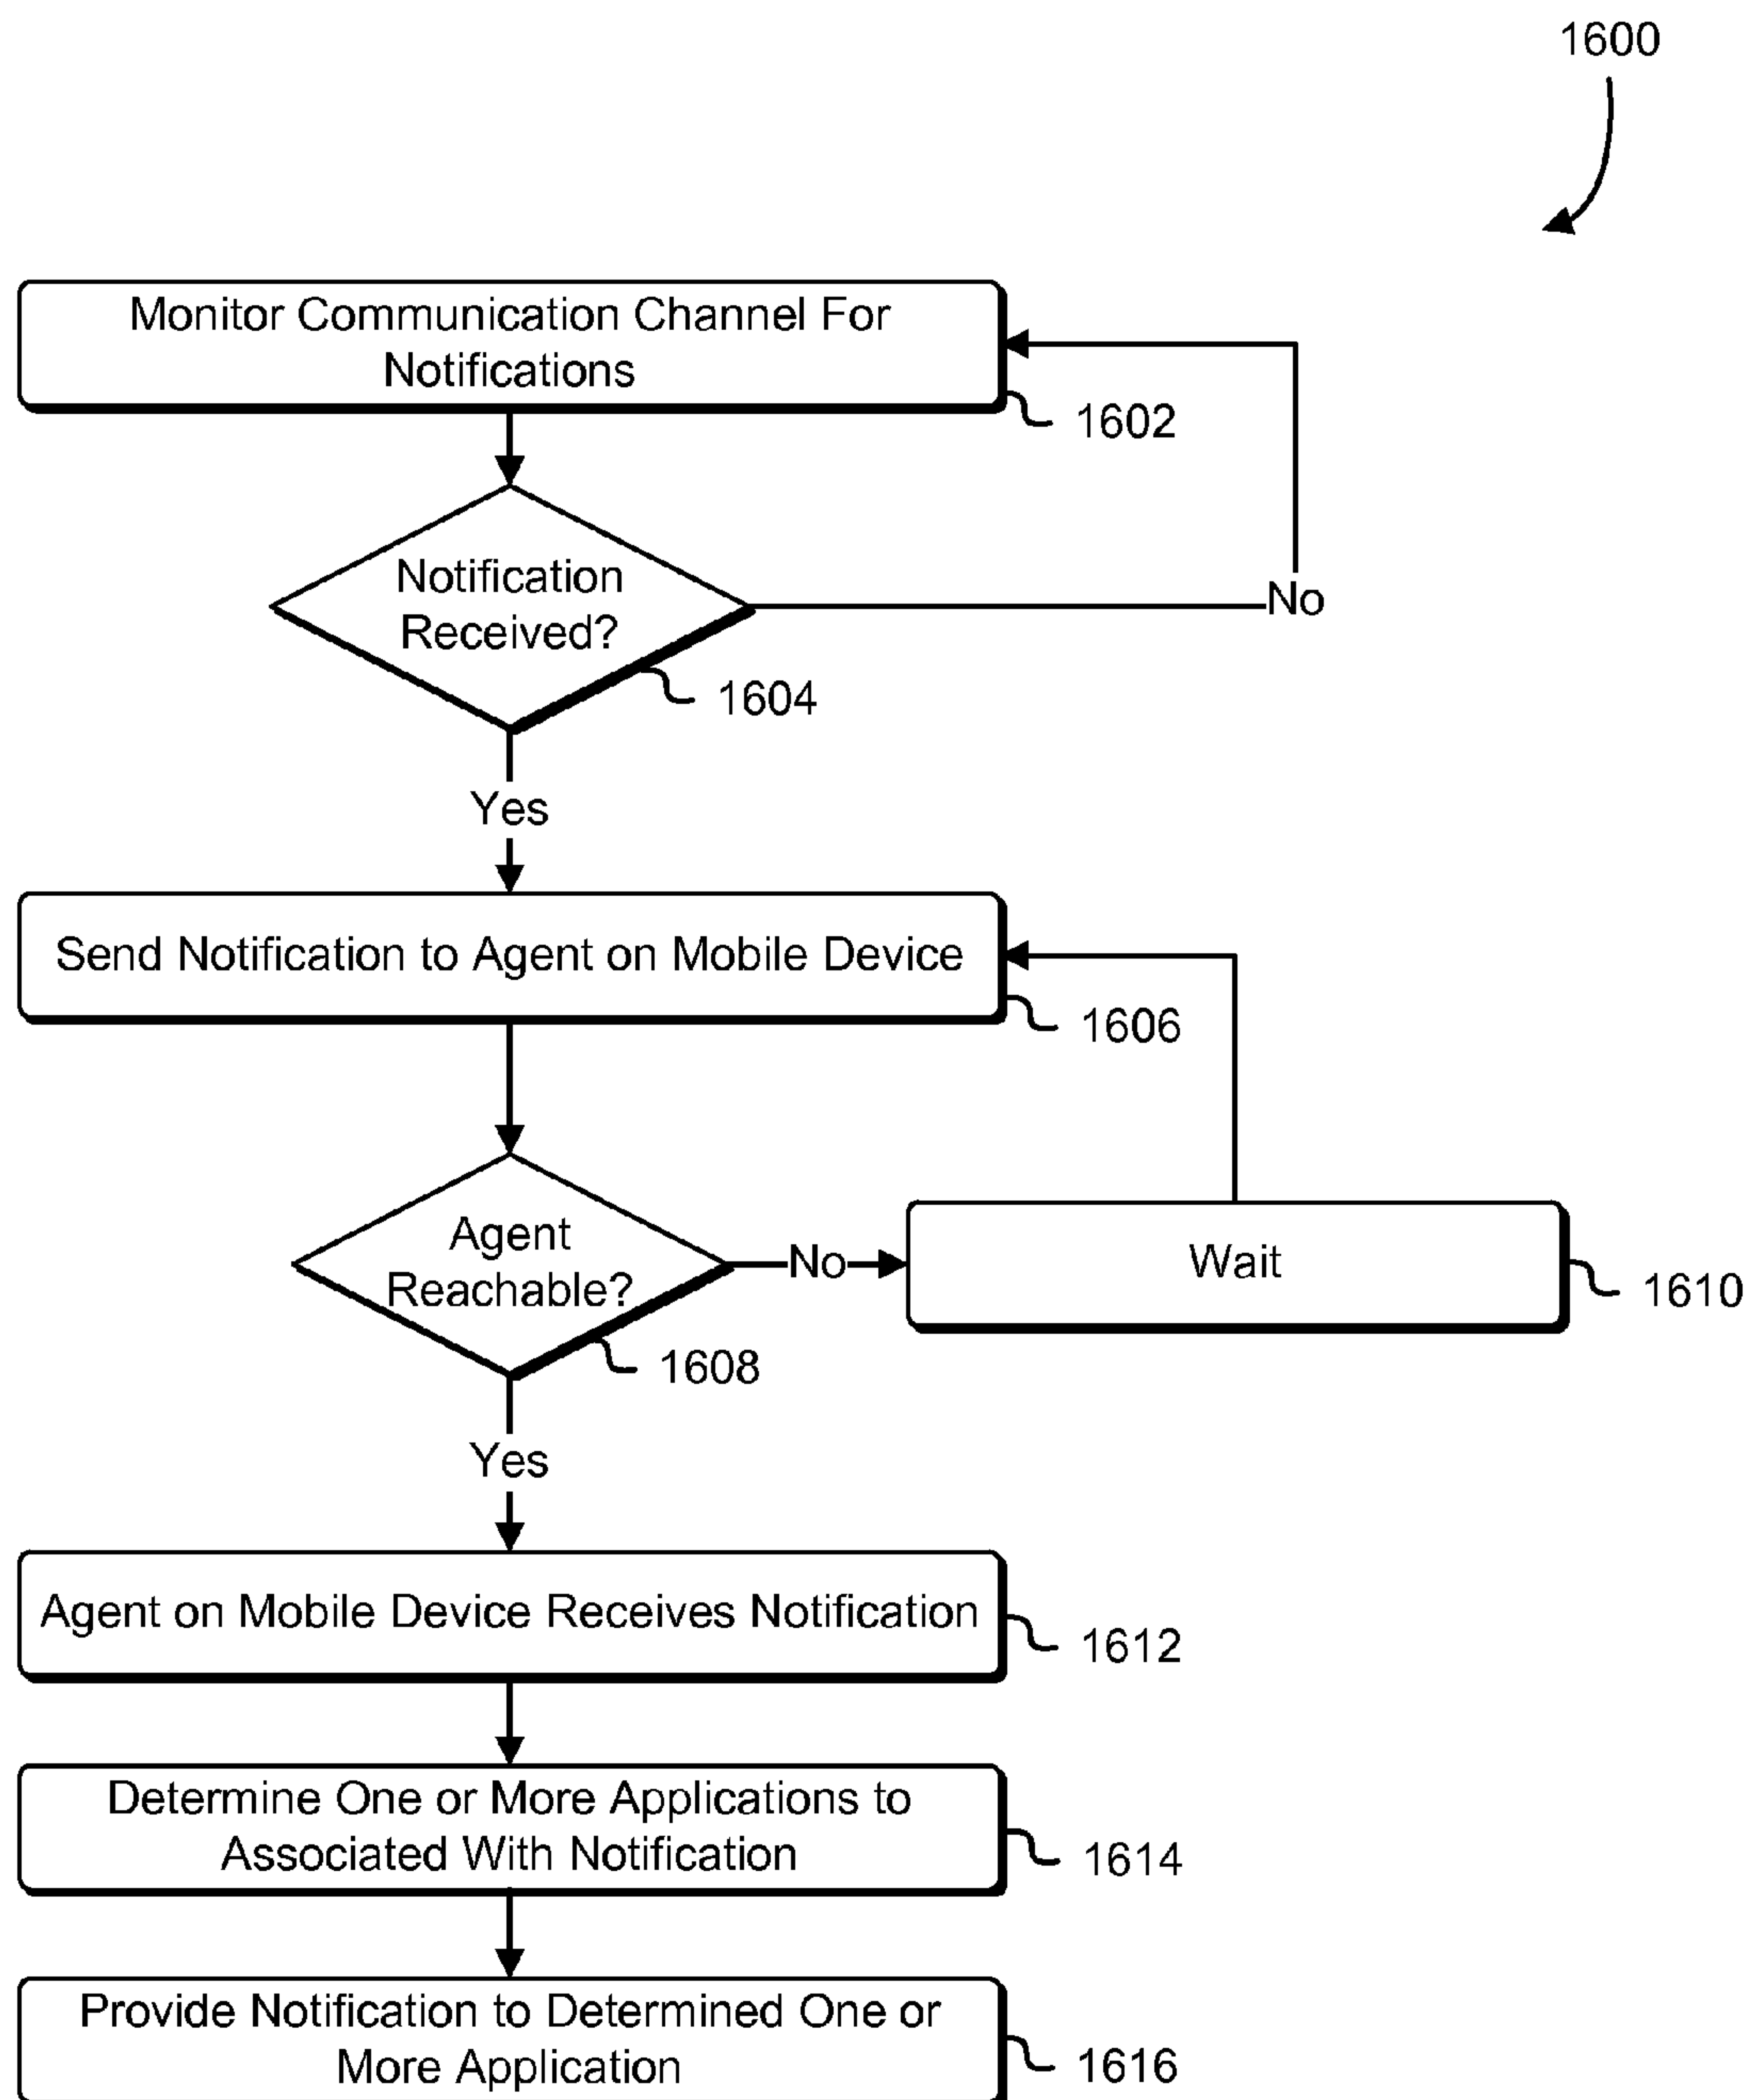 1600
Monitor Communication Channel For
Notifications
1602
Notification
Received?
No
1604
Yes
Send Notification to Agent on Mobile Device
1606
Agent
Reachable?
No
Wait
1610
1608
Yes
Agent on Mobile Device Receives Notification
1612
Determine One or More Applications to
Associated With Notification
1614
Provide Notification to Determined One or
More Application
1616